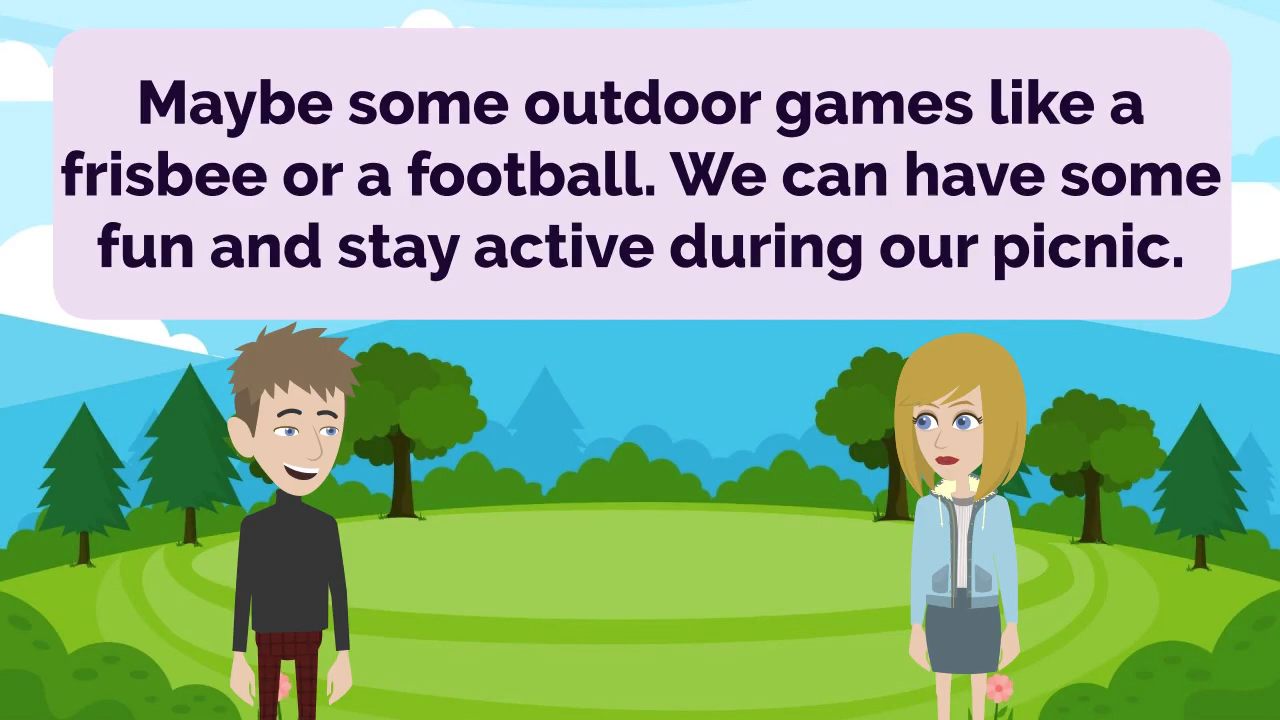 Maybe some outdoor games like a
frisbee or a football. We can have some
fun and stay active during our picnic.